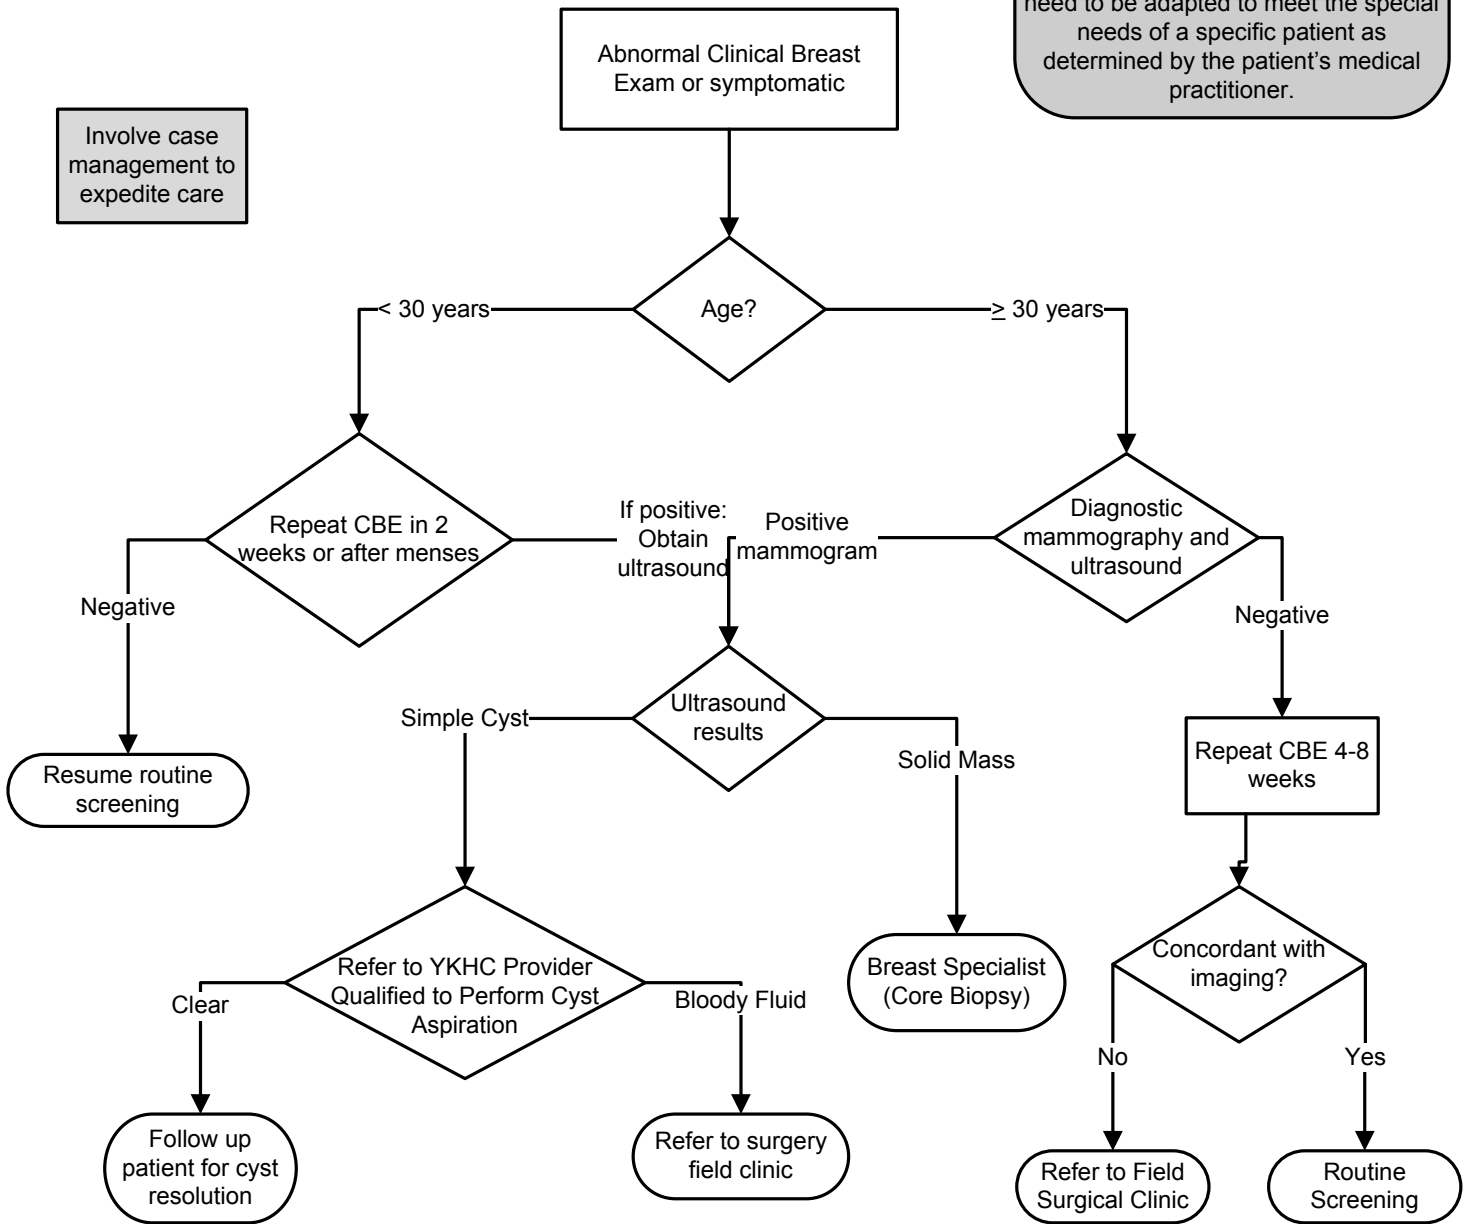 need to be adapted to meet the special
needs of a specific patient as
determined by the patient's medical
practitioner.
Abnormal Clinical Breast
Exam or symptomatic
Involve case
management to
expedite care
Age?
< 30 years
≥ 30 years
Repeat CBE in 2
weeks or after menses
If positive:
Obtain
ultrasound
Positive
mammogram
Diagnostic
mammography and
ultrasound
Negative
Negative
Ultrasound
results
Simple Cyst
Solid Mass
Resume routine
screening
Repeat CBE 4-8
weeks
Refer to YKHC Provider
Qualified to Perform Cyst
Aspiration
Clear
Bloody Fluid
Breast Specialist
(Core Biopsy)
Concordant with
imaging?
No
Yes
Follow up
patient for cyst
resolution
Refer to surgery
field clinic
Refer to Field
Surgical Clinic
Routine
Screening